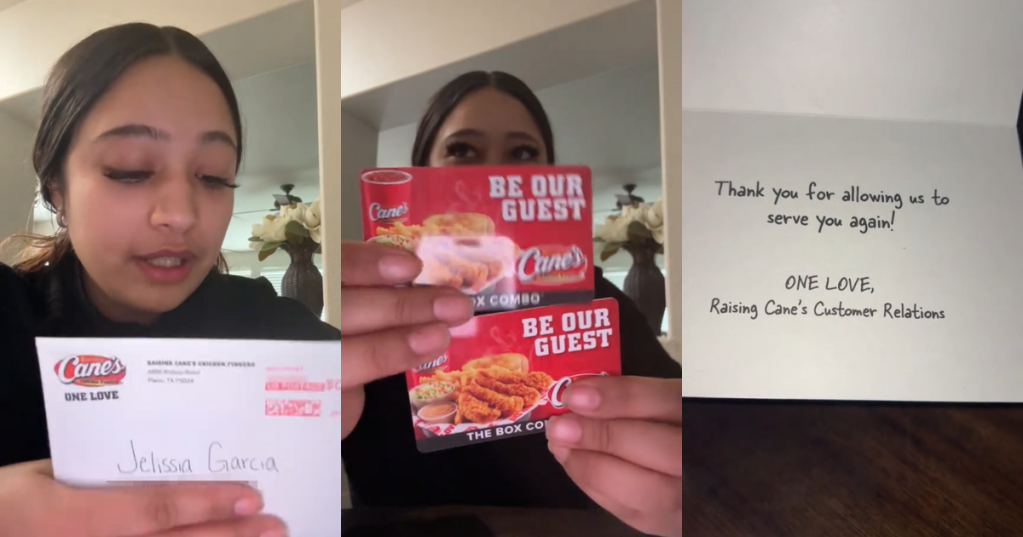 Cane's
ONE LOVE
RAISING CANE'S CHICKEN FINGERS
Plano, TX 75024
Jelissia Garcia
BE OUR
GUEST
Cane's
Cane's
OX COMBO
BE OUR
GUEST
THE BOX CO
Thank you for allowing us to
serve you again!
ONE LOVE,
Raising Cane's Customer Relations